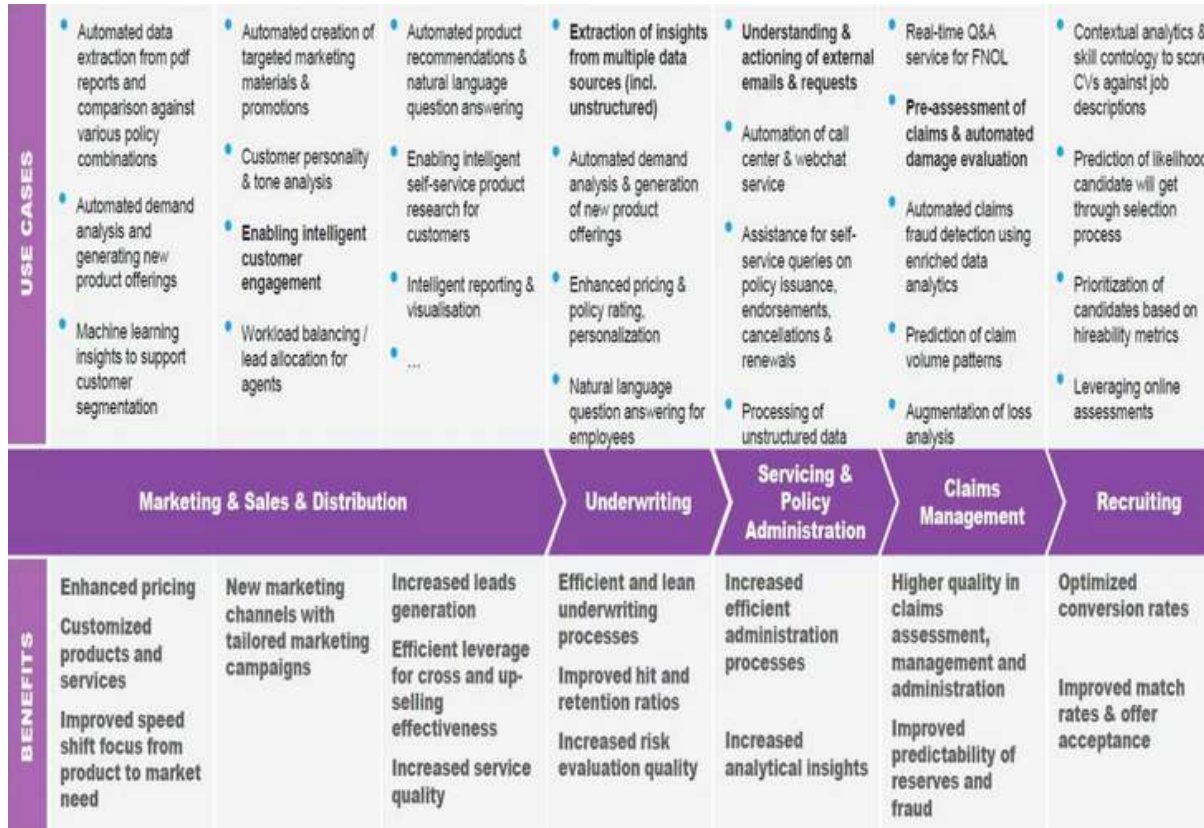 USE CASES
Automated data
extraction from pdf
reports and
comparison against
various policy
combinations
Automated demand
analysis and
generating new
product offerings
Machine learning
insights to support
customer
segmentation
Automated creation of
targeted marketing
materials &
promotions
Customer personality
& tone analysis
Enabling intelligent
customer
engagement
Workload balancing /
lead allocation for
agents
Automated product
recommendations &
natural language
question answering
Enabling intelligent
self-service product
research for
customers
Intelligent reporting &
visualisation
...
Extraction of insights
from multiple data
sources (incl.
unstructured)
Automated demand
analysis & generation
of new product
offerings
Enhanced pricing &
policy rating,
personalization
Natural language
question answering for
employees
Understanding &
actioning of external
emails & requests
Automation of call
center & webchat
service
Assistance for self-
service queries on
policy issuance,
endorsements,
cancellations &
renewals
Processing of
unstructured data
Real-time Q&A
service for FNOL
Pre-assessment of
claims & automated
damage evaluation
Automated claims
fraud detection using
enriched data
analytics
Prediction of claim
volume patterns
Augmentation of loss
analysis
Contextual analytics &
skill contology to score
CVs against job
descriptions
Prediction of likelihood
candidate will get
through selection
process
Prioritization of
candidates based on
hireability metrics
Leveraging online
assessments
Marketing & Sales & Distribution
Underwriting
Servicing &
Policy
Administration
Claims
Management
Recruiting
BENEFITS
Enhanced pricing
Customized
products and
services
Improved speed
shift focus from
product to market
need
New marketing
channels with
tailored marketing
campaigns
Increased leads
generation
Efficient leverage
for cross and up-
selling
effectiveness
Increased service
quality
Efficient and lean
underwriting
processes
Improved hit and
retention ratios
Increased risk
evaluation quality
Increased
efficient
administration
processes
Increased
analytical insights
Higher quality in
claims
assessment,
management and
administration
Improved
predictability of
reserves and
fraud
Optimized
conversion rates
Improved match
rates & offer
acceptance